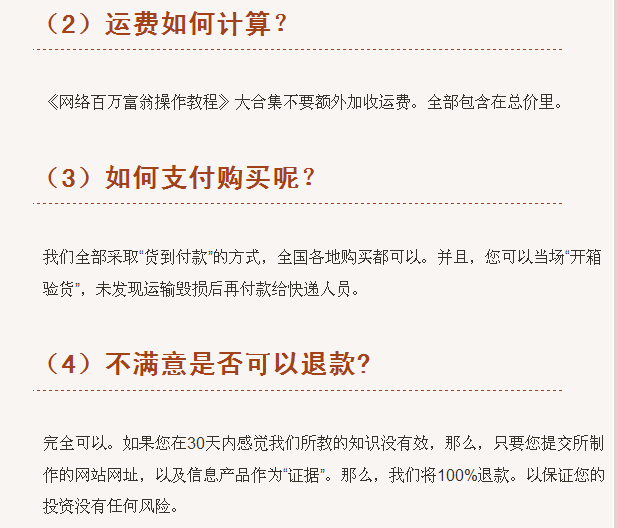 （2）运费如何计算？
《网络百万富翁操作教程》大合集不要额外加收运费。全部包含在总价里。
（3）如何支付购买呢？
我们全部采取“货到付款”的方式，全国各地购买都可以。并且，您可以当场“开箱
验货”，未发现运输毁损后再付款给快递人员。
（4）不满意是否可以退款?
完全可以。如果您在30天内感觉我们所教的知识没有效，那么，只要您提交所制
作的网站网址，以及信息产品作为“证据”。那么，我们将100%退款。以保证您的
投资没有任何风险。